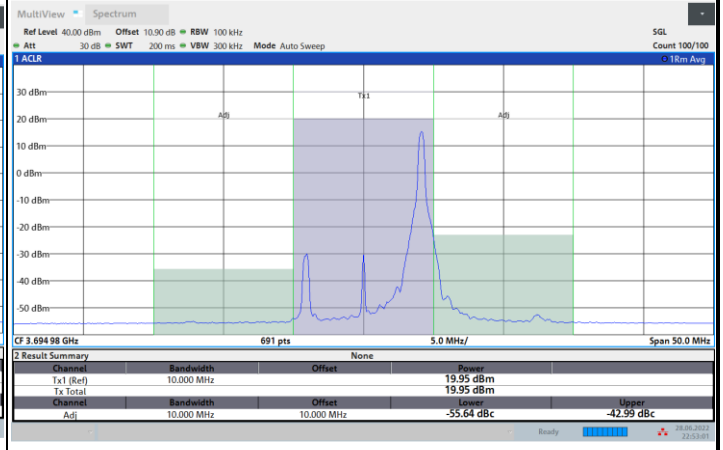 MultiView Spectrum
Ref Level 40.00 dBm Offset 10.90 dB RBW 100 kHz SGL
Att 30 dB SWT 200 ms VBW 300 kHz Mode Auto Sweep Count 100/100
1 ACLR 1Rm Avg
30 dBm
Tx1
20 dBm
Adj
Adj
10 dBm
0 dBm
-10 dBm
-20 dBm
-30 dBm
-40 dBm
-50 dBm
CF 3.694 98 GHz 691 pts 5.0 MHz/ Span 50.0 MHz
2 Result Summary None
Channel Bandwidth Offset Power
Tx1 (Ref) 10.000 MHz 19.95 dBm
Tx Total 19.95 dBm
Channel Bandwidth Offset Lower Upper
Adj 10.000 MHz 10.000 MHz -55.64 dBc -42.99 dBc
Ready 28.06.2022
22:53:01